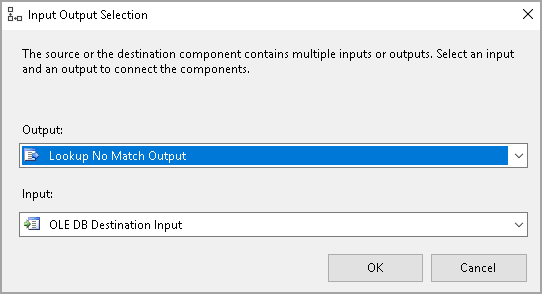 Input Output Selection
The source or the destination component contains multiple inputs or outputs. Select an input
and an output to connect the components.
Output:
Lookup No Match Output
Input:
OLE DB Destination Input
OK
Cancel